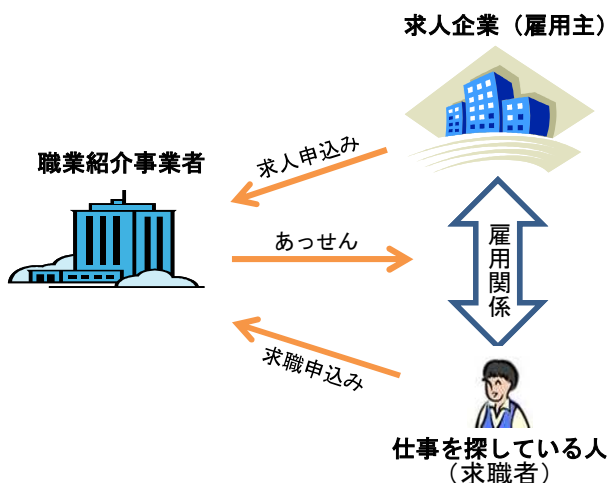 求人企業（雇用主）
職業紹介事業者
求人申込み
あっせん
雇用関係
求職申込み
仕事を探している人
（求職者）